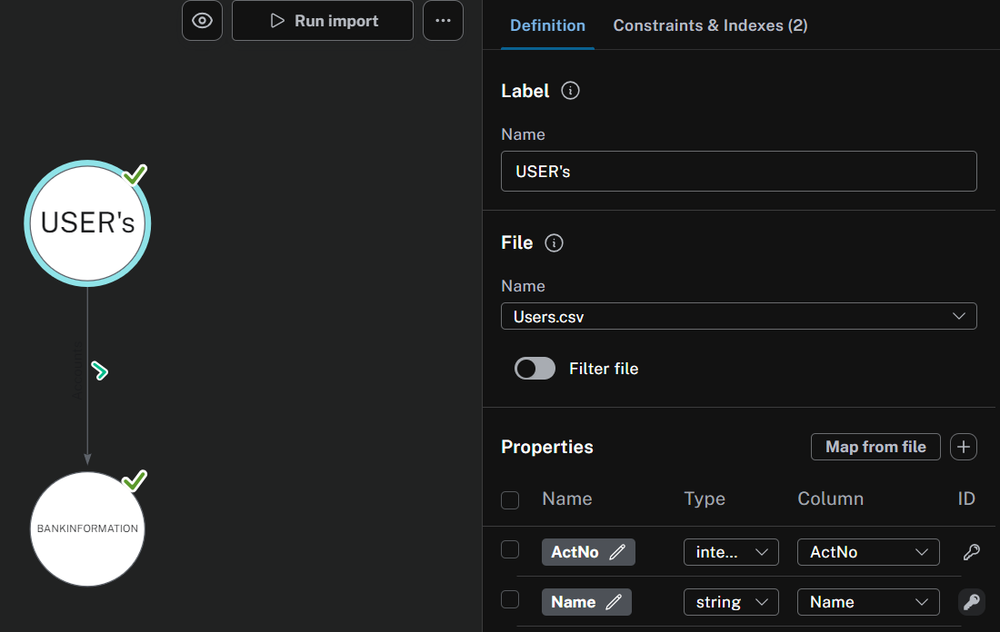 Run import
Definition
Constraints & Indexes (2)
Label
Name
USER's
File
Name
Users.csv
Filter file
Properties
Map from file
Name Type Column ID
ActNo inte... ActNo
Name string Name
USER's
BANKINFORMATION